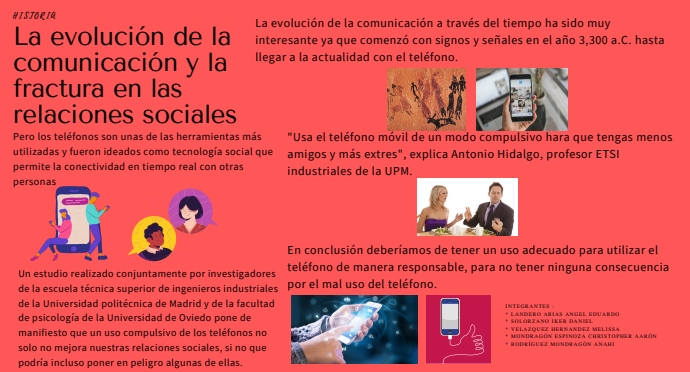 HISTORIA
La evolución de la
comunicación y la
fractura en las
relaciones sociales
Pero los teléfonos son unas de las herramientas más
utilizadas y fueron ideados como tecnología social que
permite la conectividad en tiempo real con otras
personas
Un estudio realizado conjuntamente por investigadores
de la escuela técnica superior de ingenieros industriales
de la Universidad politécnica de Madrid y de la facultad
de psicología de la Universidad de Oviedo pone de
manifiesto que un uso compulsivo de los teléfonos no
solo no mejora nuestras relaciones sociales, si no que
podría incluso poner en peligro algunas de ellas.
La evolución de la comunicación a través del tiempo ha sido muy
interesante ya que comenzó con signos y señales en el año 3,300 a.C. hasta
llegar a la actualidad con el teléfono.
"Usa el teléfono móvil de un modo compulsivo hara que tengas menos
amigos y más extres", explica Antonio Hidalgo, profesor ETSI
industriales de la UPM.
En conclusión deberíamos de tener un uso adecuado para utilizar el
teléfono de manera responsable, para no tener ninguna consecuencia
por el mal uso del teléfono.
INTEGRANTES :
* LANDERO ARIAS ANGEL EDUARDO
* SOLORZANO IKER DANIEL
* VELAZQUEZ HERNANDEZ MELISSA
* MONDRAGÓN ESPINOZA CHRISTOPHER AARÓN
* RODRÍGUEZ MONDRAGÓN ANAHI